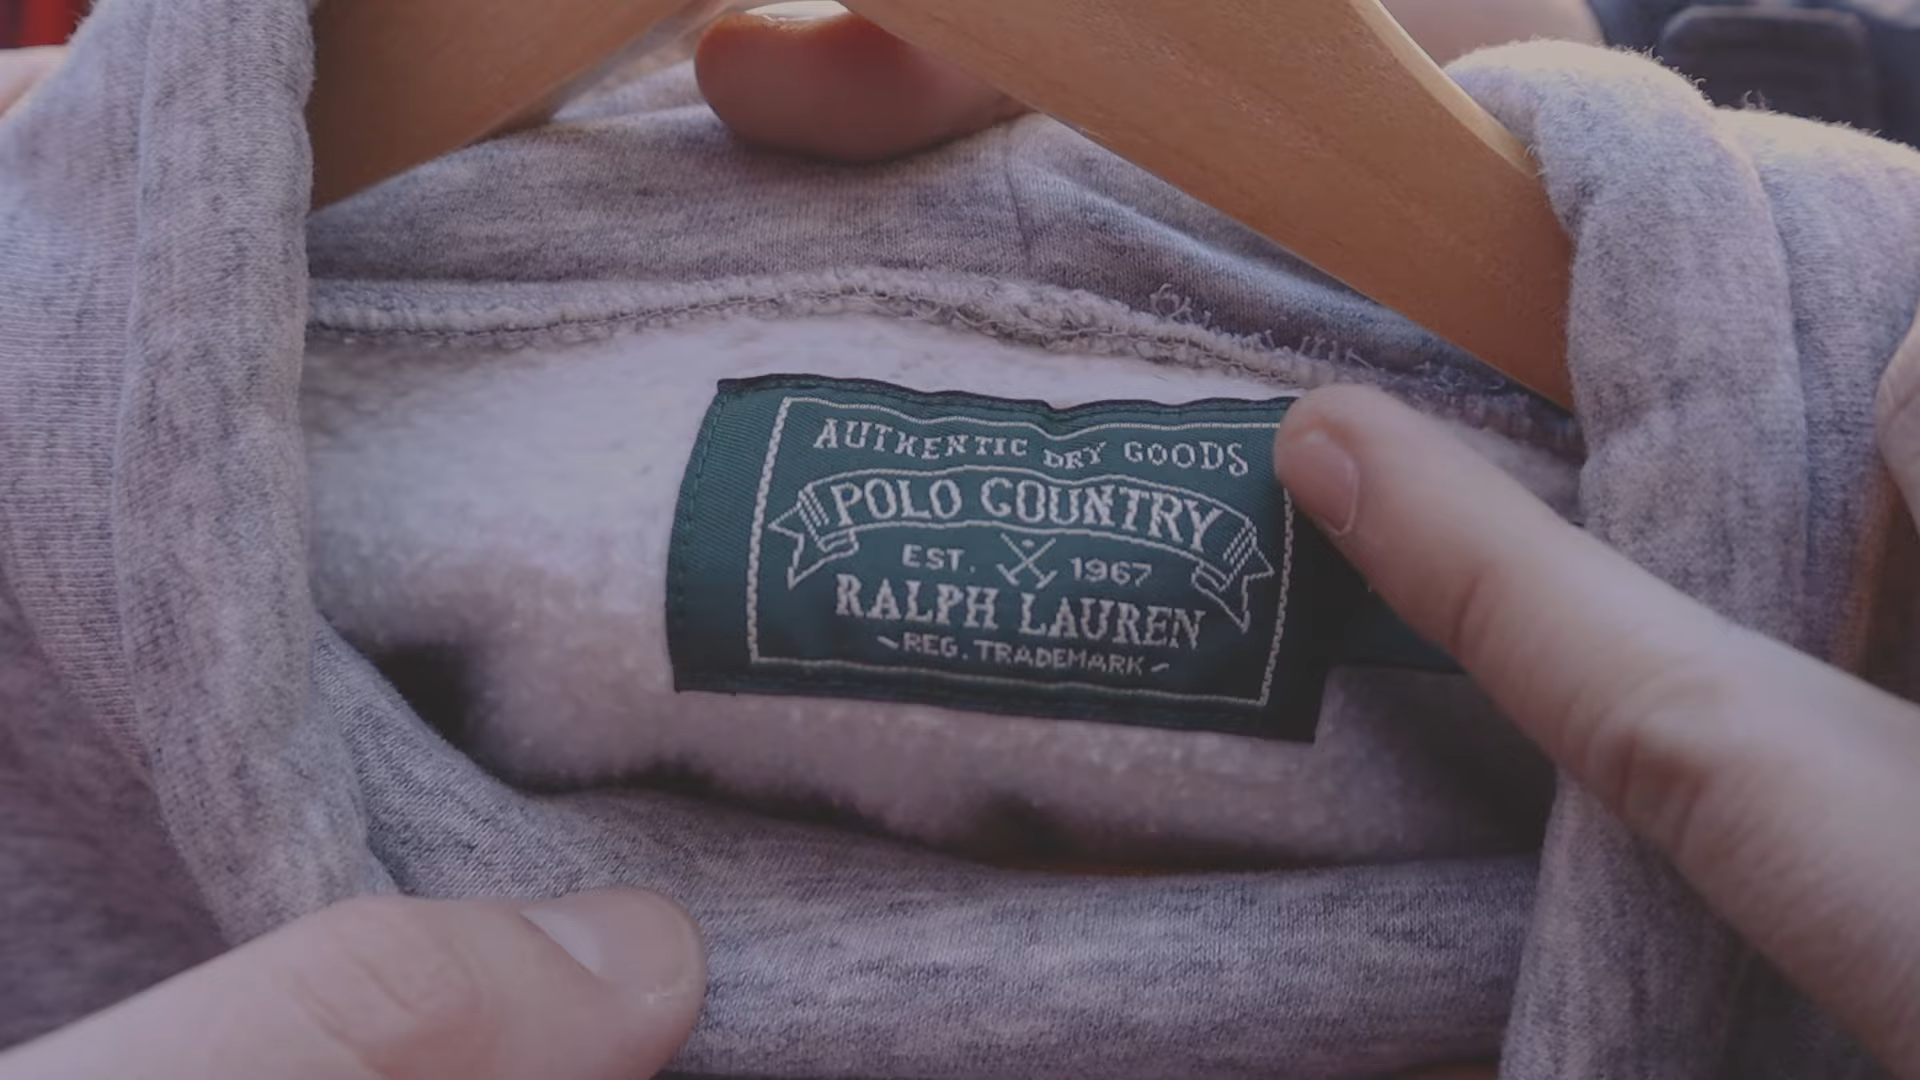 AUTHENTIC DRY GOODS
POLO COUNTRY
EST. 1967
RALPH LAUREN
-REG. TRADEMARK-